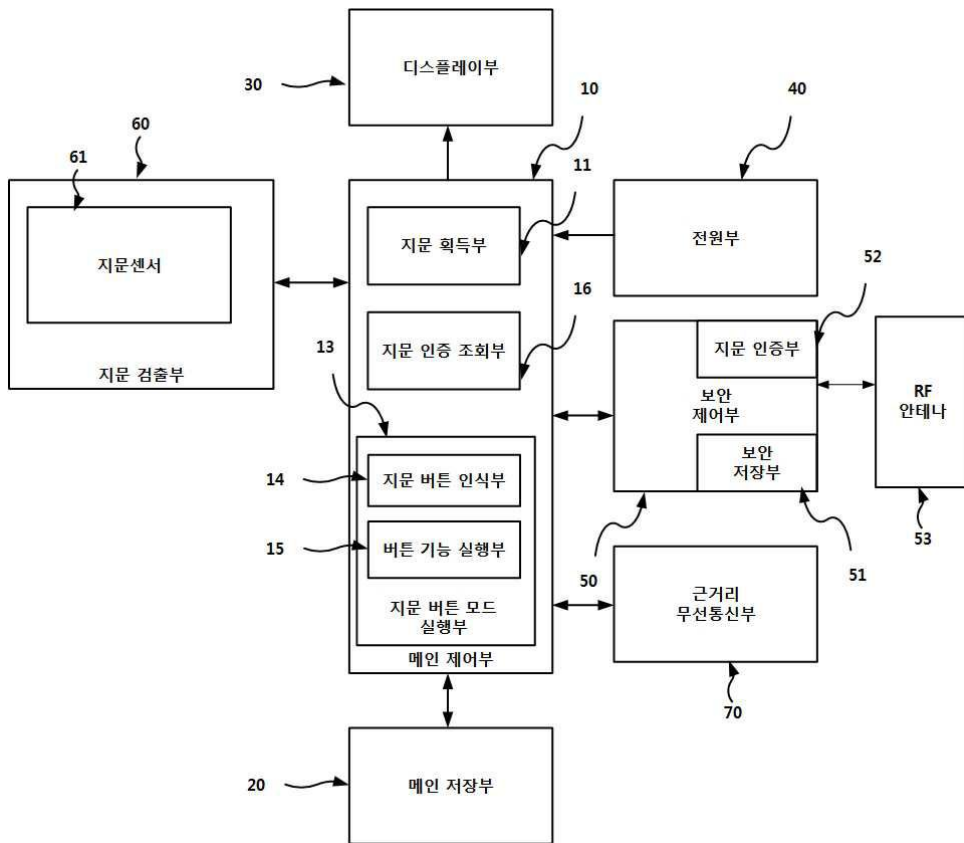 디스플레이부
30
10
40
60
61
11
지문 획득부
전원부
지문센서
52
16
13
지문 인증 조회부
지문 인증부
지문 검출부
보안
제어부
RF
안테나
보안
저장부
14
지문 버튼 인식부
15
버튼 기능 실행부
50
51
53
지문 버튼 모드
실행부
근거리
무선통신부
메인 제어부
70
20
메인 저장부